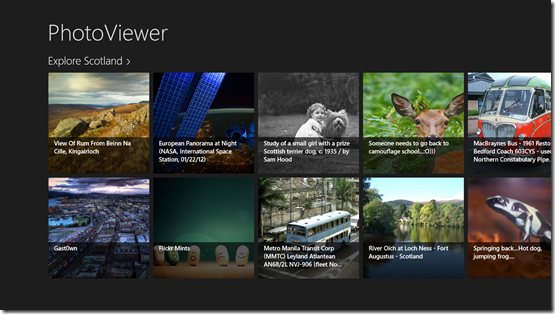 PhotoViewer
Explore Scotland >
View Of Rum From Beinn Na
Cille, Kingairloch
European Panorama at Night
(NASA, International Space
Station, 01/22/12)
Study of a small girl with a prize
Scottish terrier dog, c. 1935 / by
Sam Hood
Someone needs to go back to
camouflage school...:O)))
MacBraynes Bus - 1961 Resto
Bedford Coach 603CYS - used
Northern Constabulary Pipe.
Gast0wn
Flickr Mints
Metro Manila Transit Corp
(MMTC) Leyland Atlantean
AN68/2L NVJ-906 (fleet No...
River Oich at Loch Ness - Fort
Augustus - Scotland
Springing back...Hot dog,
jumping frog....